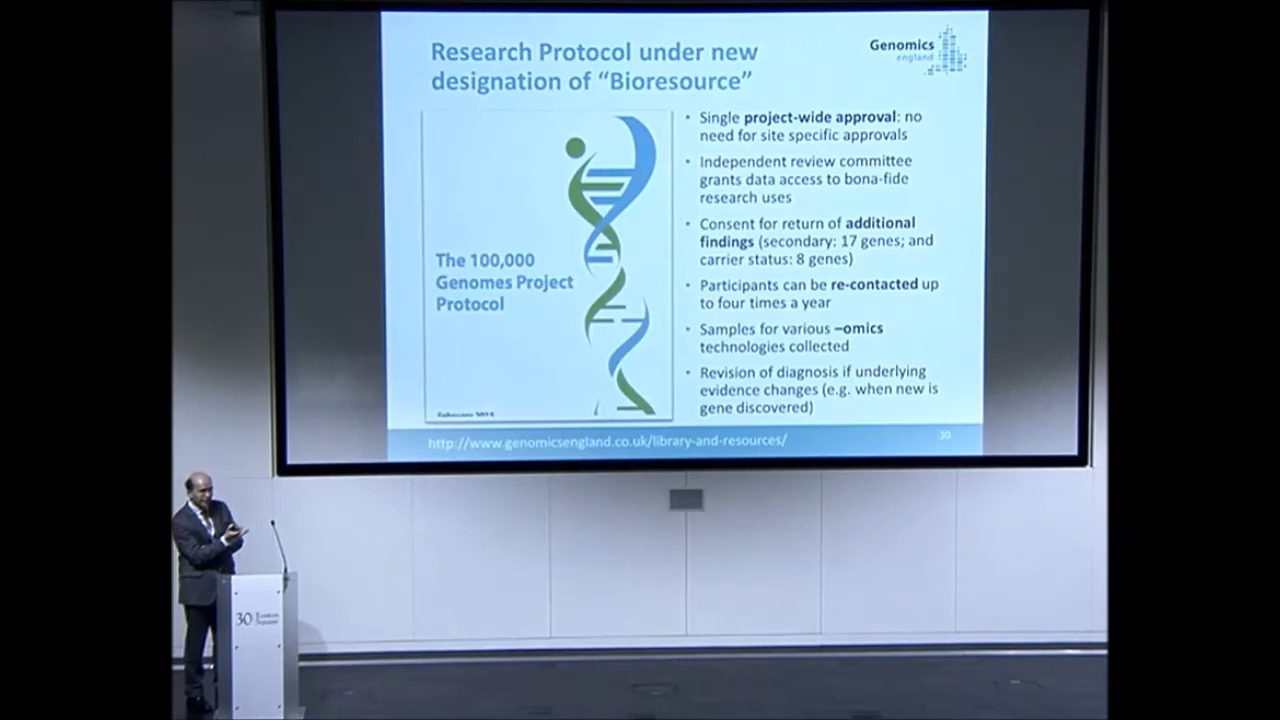 Research Protocol under new
designation of “Bioresource”
Genomics
england
The 100,000
Genomes Project
Protocol
February 2015
• Single project-wide approval: no
need for site specific approvals
• Independent review committee
grants data access to bona-fide
research uses
• Consent for return of additional
findings (secondary: 17 genes; and
carrier status: 8 genes)
• Participants can be re-contacted up
to four times a year
• Samples for various –omics
technologies collected
• Revision of diagnosis if underlying
evidence changes (e.g. when new is
gene discovered)
http://www.genomicsengland.co.uk/library-and-resources/
30
30